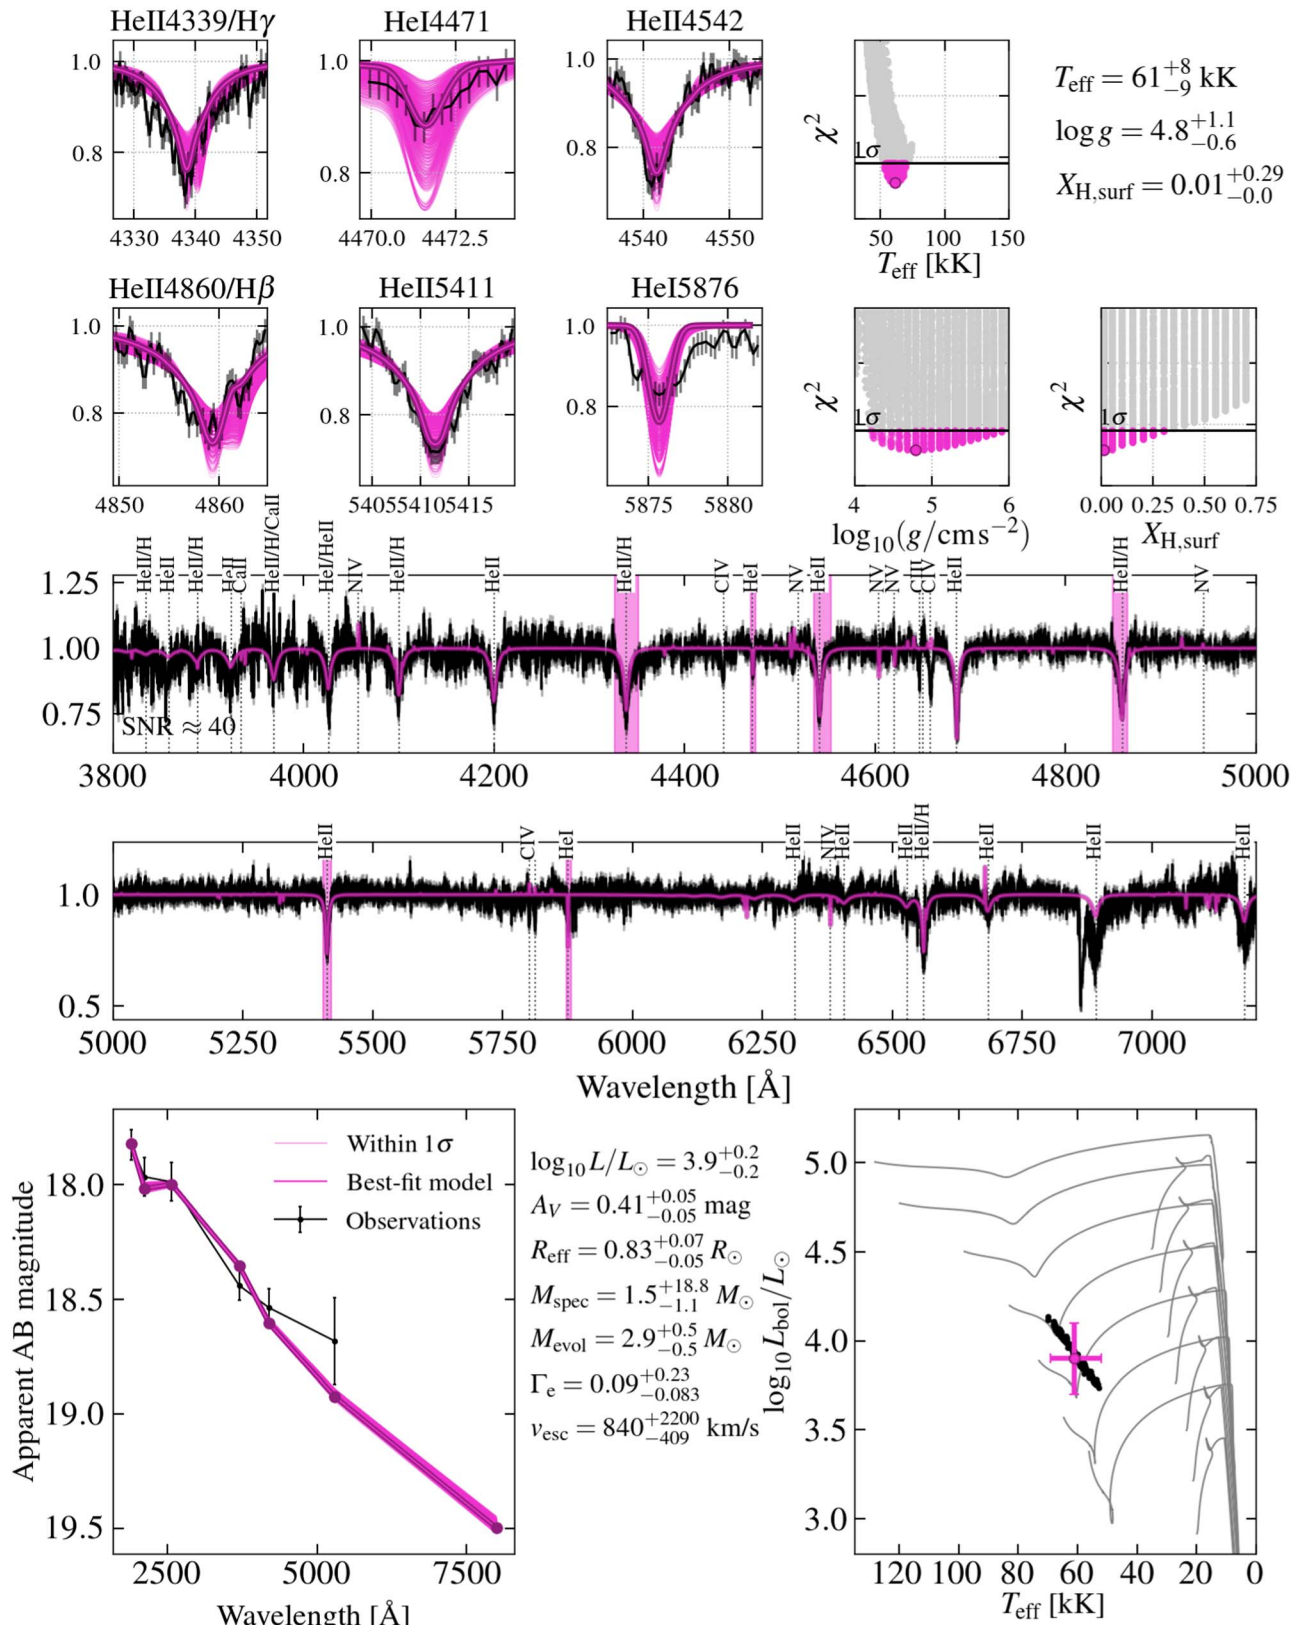 HeII4339/Hγ HeI4471 HeII4542
1.0 1.0 1.0
0.8 0.8 0.8
4330 4340 4350 4470.0 4472.5 4540 4550
χ²
1σ
50 100 150
T_eff [kK]
T_eff = 61^{+8}_{-9} kK
log g = 4.8^{+1.1}_{-0.6}
X_{H,surf} = 0.01^{+0.29}_{-0.0}
HeII4860/Hβ HeII5411 HeI5876
1.0 1.0 1.0
0.8 0.8 0.8
4850 4860 5405 5410 5415 5875 5880
χ²
1σ
4 5 6
log₁₀(g/cms⁻²)
χ²
1σ
0.00 0.25 0.50 0.75
X_{H,surf}
HeII/H HeII HeII/H HeII CaII HeII/H/CaII HeI/HeII NIV HeII/H HeII HeII/H CIV HeI NV HeII NV NV CIII CIV HeII HeII/H NV
1.25
1.00
0.75
SNR ≈ 40
3800 4000 4200 4400 4600 4800 5000
HeII CIV HeI HeII NIV HeII HeII HeII/H HeII HeII HeII
1.0
0.5
5000 5250 5500 5750 6000 6250 6500 6750 7000
Wavelength [Å]
Apparent AB magnitude
18.0
18.5
19.0
19.5
Within 1σ
Best-fit model
Observations
2500 5000 7500
Wavelength [Å]
log₁₀ L/L_⊙ = 3.9^{+0.2}_{-0.2}
A_V = 0.41^{+0.05}_{-0.05} mag
R_eff = 0.83^{+0.07}_{-0.05} R_⊙
M_spec = 1.5^{+18.8}_{-1.1} M_⊙
M_evol = 2.9^{+0.5}_{-0.5} M_⊙
Γ_e = 0.09^{+0.23}_{-0.083}
v_esc = 840^{+2200}_{-409} km/s
log₁₀ L_bol/L_⊙
5.0
4.5
4.0
3.5
3.0
120 100 80 60 40 20 0
T_eff [kK]